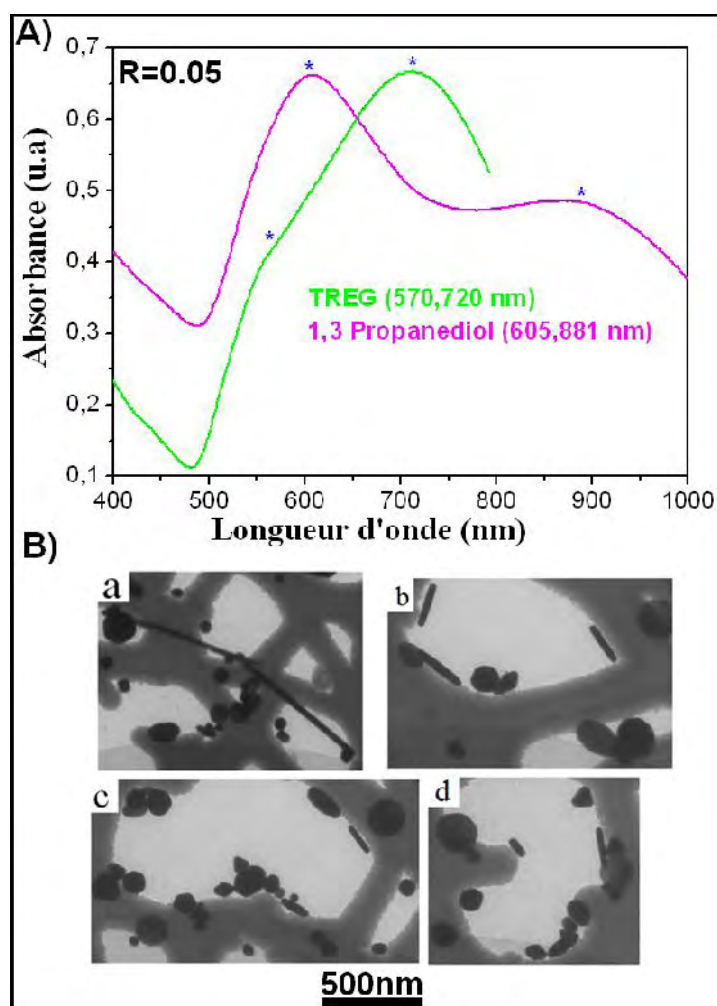 A)
R=0.05
0,7
0,6
0,5
0,4
0,3
0,2
0,1
Absorbance (u.a)
*
*
*
*
TREG (570,720 nm)
1,3 Propanediol (605,881 nm)
400 500 600 700 800 900 1000
Longueur d'onde (nm)
B)
a
b
c
d
500nm